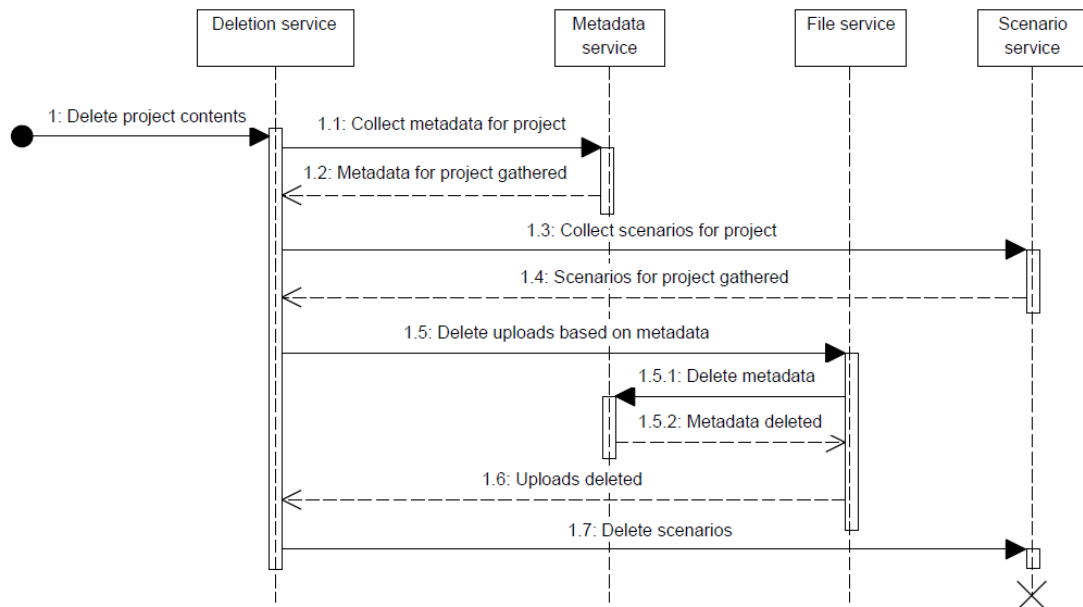 Deletion service
Metadata
service
File service
Scenario
service
1: Delete project contents
1.1: Collect metadata for project
1.2: Metadata for project gathered
1.3: Collect scenarios for project
1.4: Scenarios for project gathered
1.5: Delete uploads based on metadata
1.5.1: Delete metadata
1.5.2: Metadata deleted
1.6: Uploads deleted
1.7: Delete scenarios